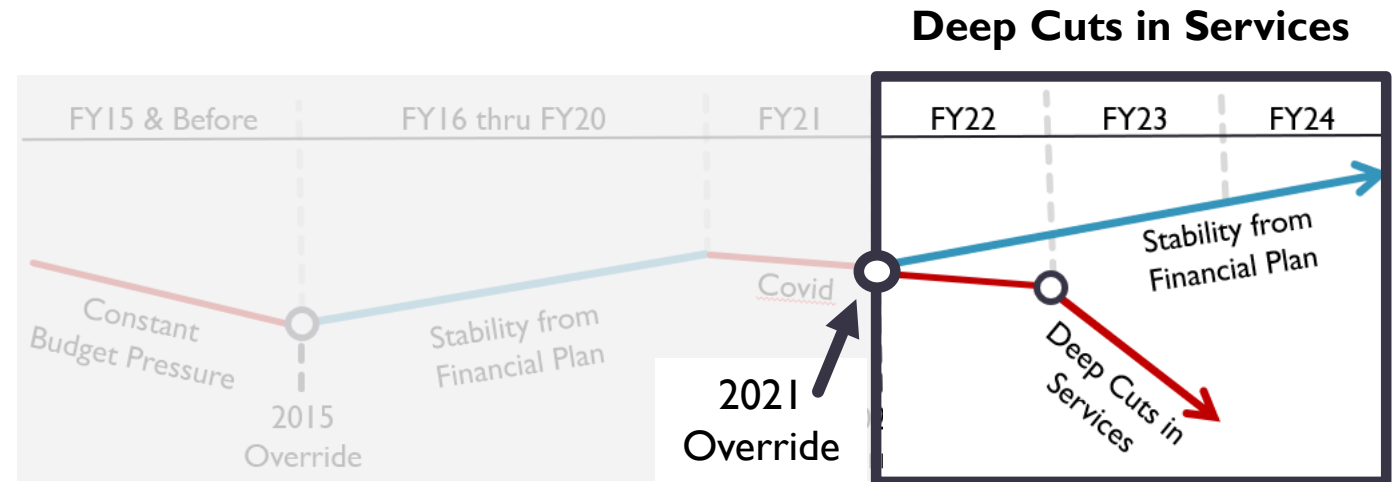 Deep Cuts in Services
FY15 & Before
FY16 thru FY20
FY21
FY22
FY23
FY24
Constant
Budget Pressure
2015
Override
Stability from
Financial Plan
Covid
2021
Override
Stability from
Financial Plan
Deep Cuts in
Services